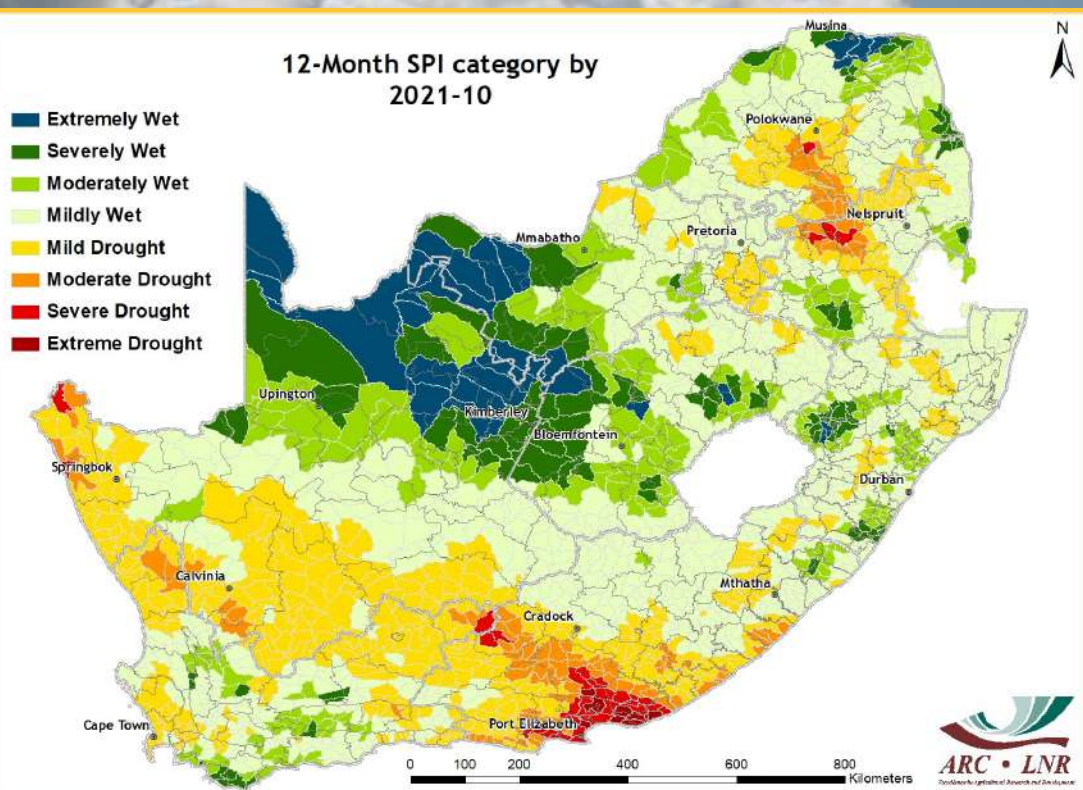 12-Month SPI category by
2021-10
N
Extremely Wet
Severely Wet
Moderately Wet
Mildly Wet
Mild Drought
Moderate Drought
Severe Drought
Extreme Drought
Musina
Polokwane
Nelspruit
Pretoria
Mmabatho
Upington
Kimberley
Bloemfontein
Springbok
Durban
Calvinia
Mthatha
Cradock
Port Elizabeth
Cape Town
0 100 200 400 600 800
Kilometers
ARC • LNR